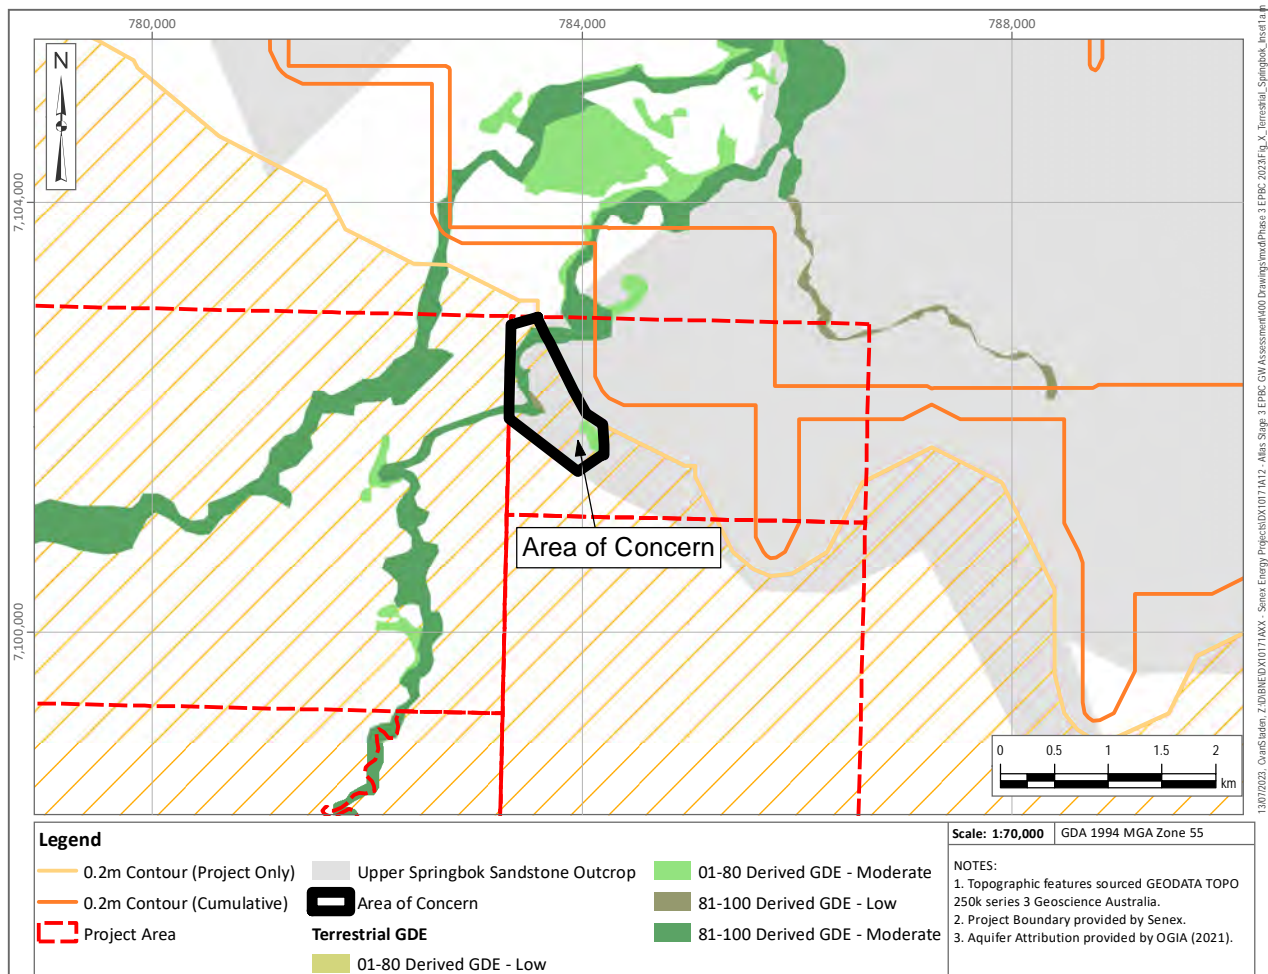 780,000
784,000
788,000
N
7,104,000
7,100,000
Area of Concern
0
0.5
1
1.5
2
km
13/07/2023,
Legend
0.2m Contour (Project Only)
0.2m Contour (Cumulative)
Project Area
Upper Springbok Sandstone Outcrop
Area of Concern
Terrestrial GDE
01-80 Derived GDE - Low
01-80 Derived GDE - Moderate
81-100 Derived GDE - Low
81-100 Derived GDE - Moderate
Scale: 1:70,000
GDA 1994 MGA Zone 55
NOTES:
1. Topographic features sourced GEODATA TOPO
250k series 3 Geoscience Australia.
2. Project Boundary provided by Senex.
3. Aquifer Attribution provided by OGIA (2021).